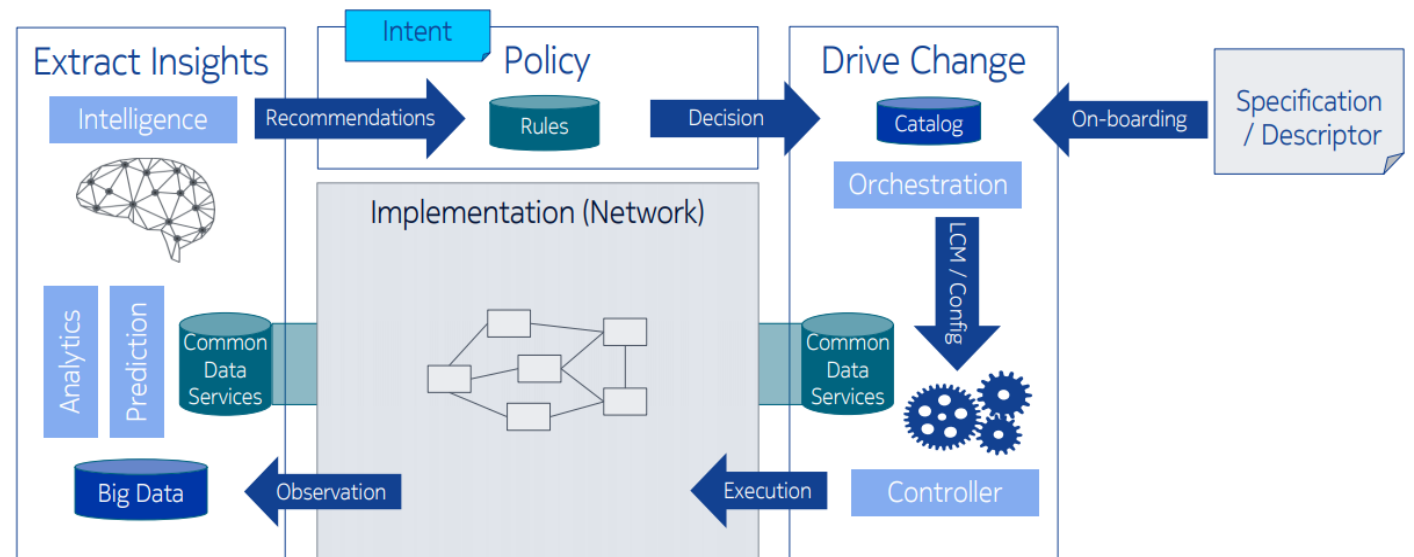 Intent
Extract Insights
Policy
Drive Change
Intelligence
Recommendations
Rules
Decision
Catalog
On-boarding
Specification
/ Descriptor
Orchestration
Implementation (Network)
LCM / Config
Analytics
Prediction
Common
Data
Services
Common
Data
Services
Big Data
Observation
Execution
Controller